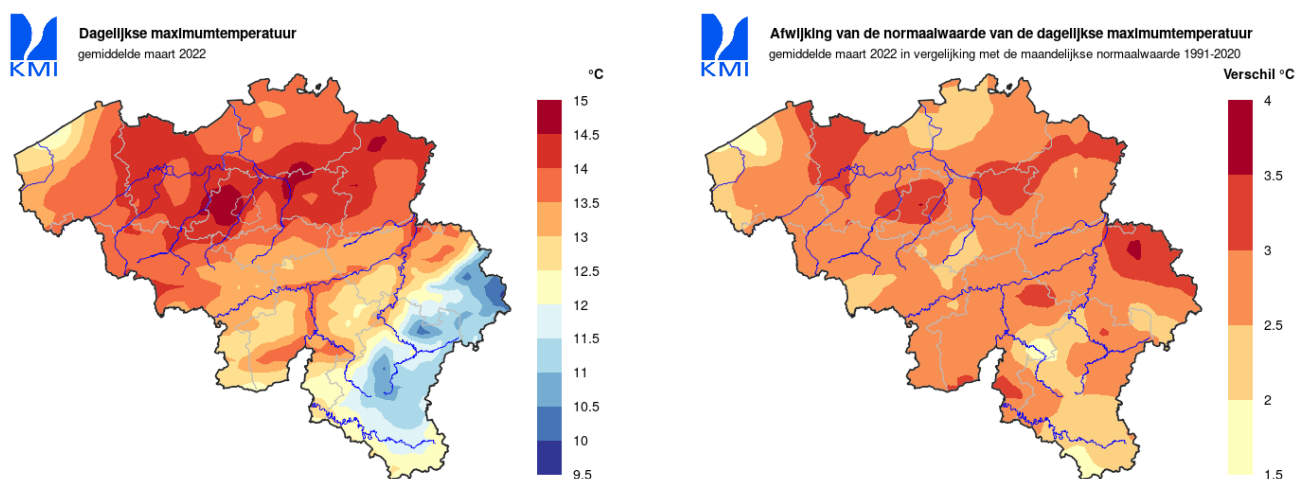 KMI
Dagelijkse maximumtemperatuur
gemiddelde maart 2022
°C
15
14.5
14
13.5
13
12.5
12
11.5
11
10.5
10
9.5
KMI
Afwijking van de normaalwaarde van de dagelijkse maximumtemperatuur
gemiddelde maart 2022 in vergelijking met de maandelijkse normaalwaarde 1991-2020
Verschil °C
4
3.5
3
2.5
2
1.5